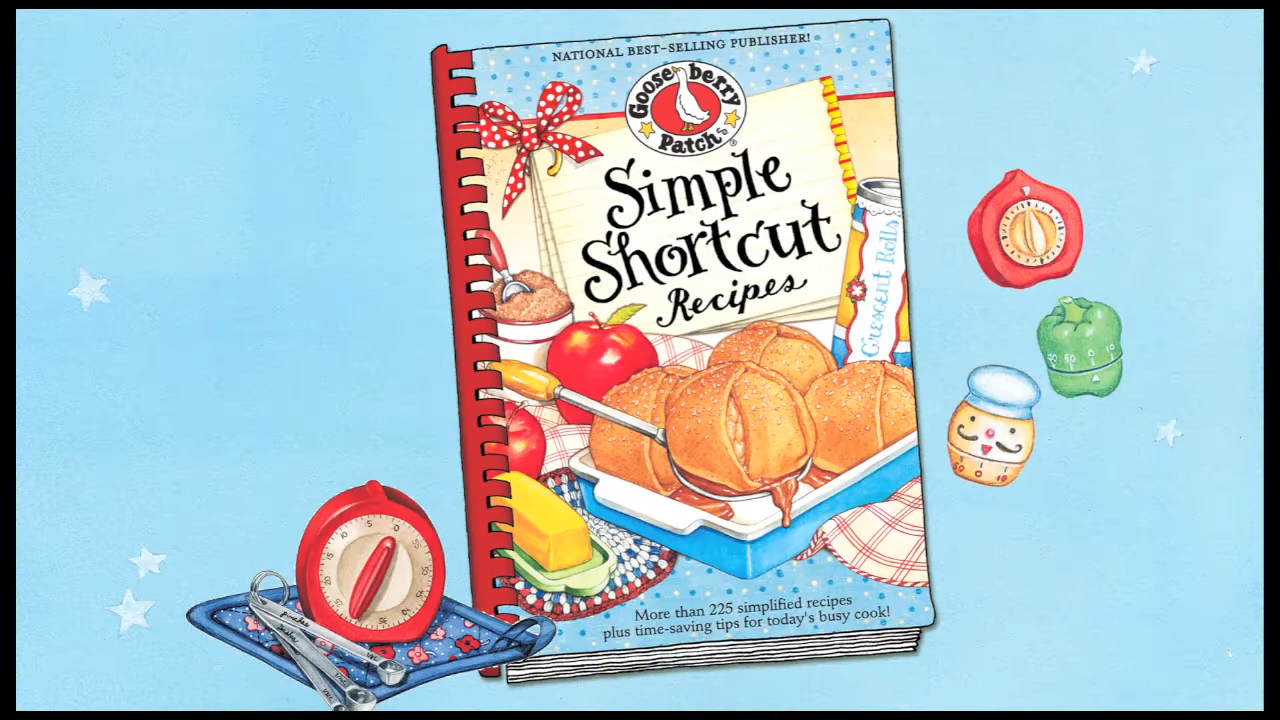 NATIONAL BEST-SELLING PUBLISHER!
Gooseberry
Patch
®
Simple
Shortcut
Recipes
Crescent Rolls
More than 225 simplified recipes
plus time-saving tips for today's busy cook!